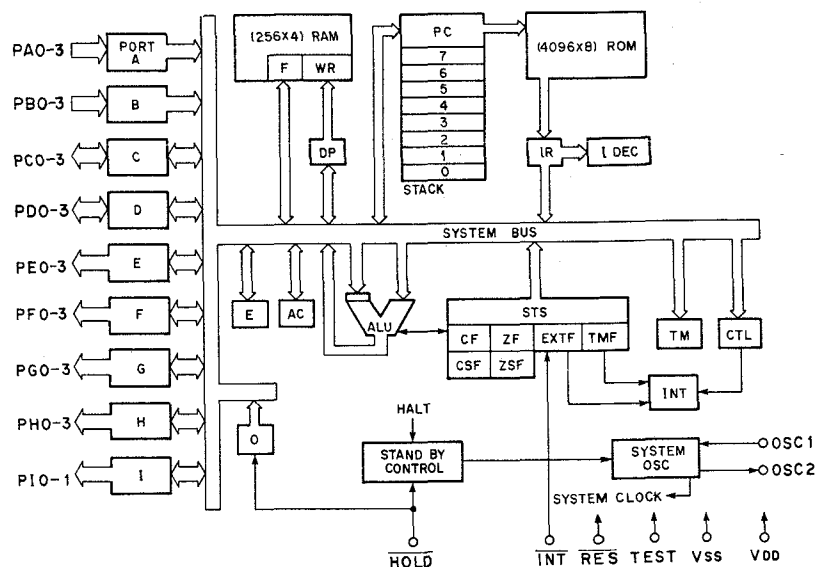 PA0-3
PORT A
PB0-3
B
PC0-3
C
PD0-3
D
PE0-3
E
PF0-3
F
PG0-3
G
PH0-3
H
PI0-1
I
(256X4) RAM
F
WR
DP
PC
7
6
5
4
3
2
1
0
STACK
(4096X8) ROM
IR
I DEC
SYSTEM BUS
E
AC
ALU
STS
CF
ZF
EXTF
TMF
CSF
ZSF
TM
CTL
INT
0
HALT
STAND BY
CONTROL
SYSTEM
OSC
OSC1
OSC2
SYSTEM CLOCK
HOLD
INT
RES
TEST
VSS
VDD